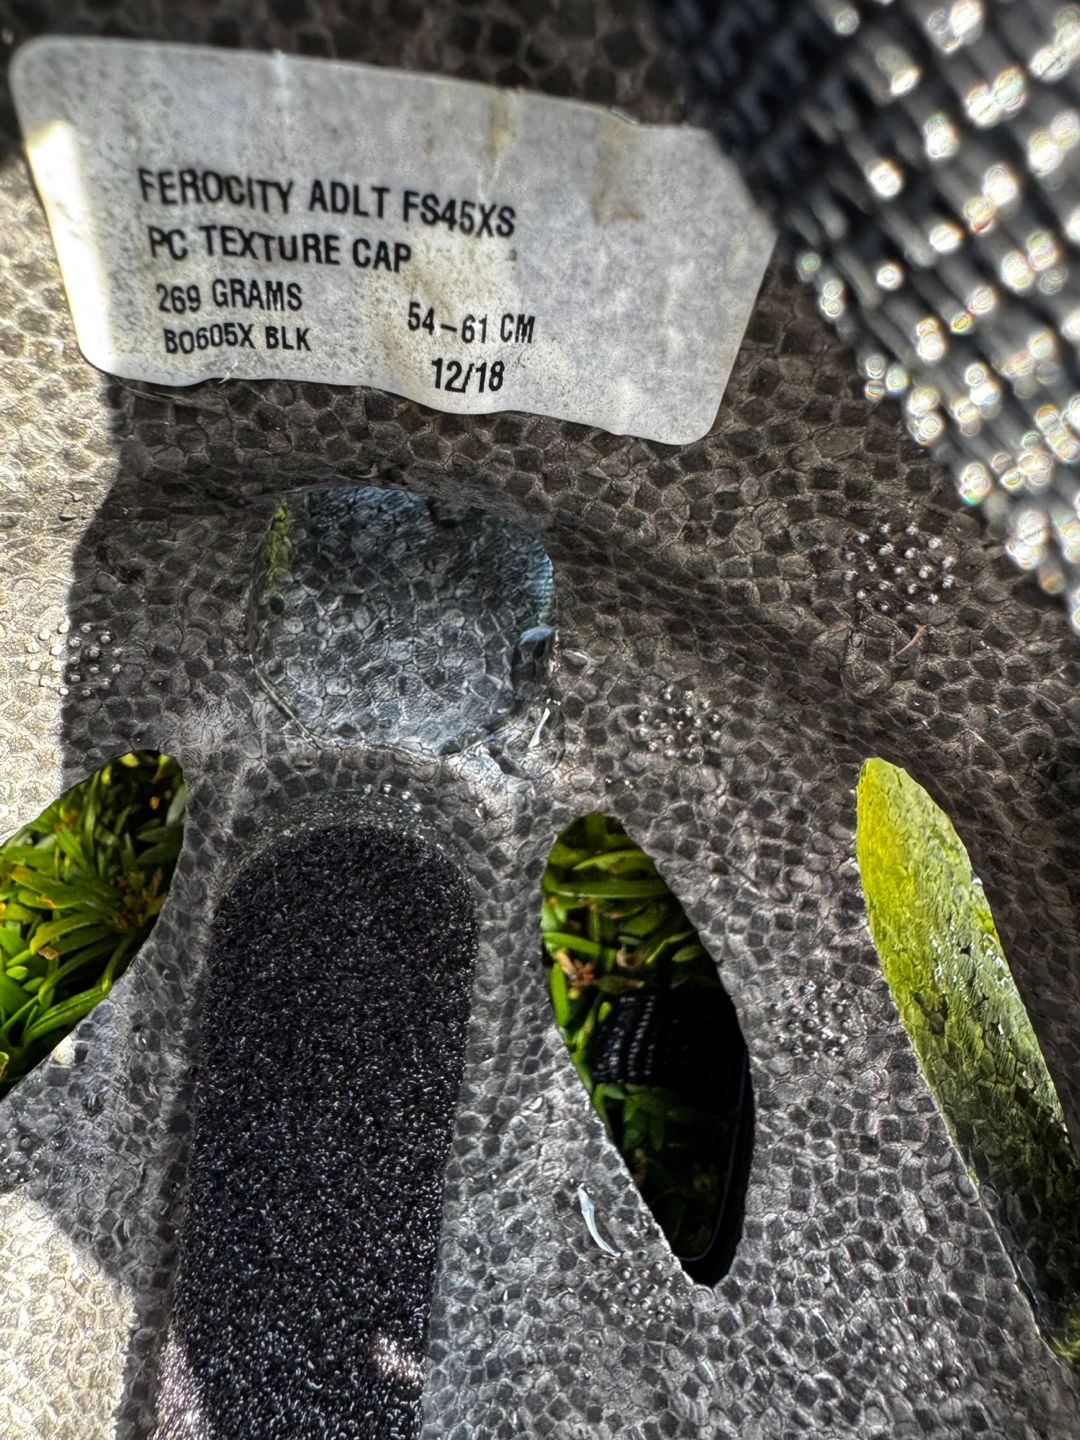 FEROCITY ADLT FS45XS
PC TEXTURE CAP
269 GRAMS
54-61 CM
BO605X BLK
12/18